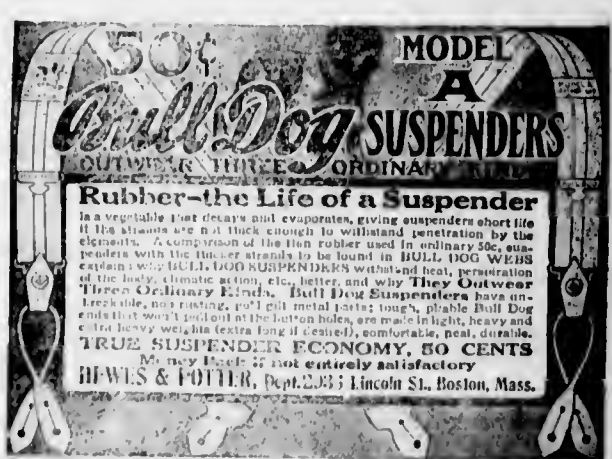 50¢
MODEL
A
Bull Dog SUSPENDERS
OUTWEAR THREE ORDINARY KINDS
Rubber-the Life of a Suspender
Is a vegetable that decays and evaporates, giving suspenders short life
if the strands are not thick enough to withstand penetration by the
elements. A comparison of the thin rubber used in ordinary 50c. sus-
penders with the thicker strands to be found in BULL DOG WEBS
explains why BULL DOG SUSPENDERS withstand heat, perspiration
of the body, climatic action, etc., better, and why They Outwear
Three Ordinary Kinds. Bull Dog Suspenders have un-
breakable, non rusting, gilt metal parts, tough, pliable Bull Dog
ends that won't pull out at the button holes, are made in light, heavy and
extra heavy weights (extra long if desired), comfortable, neat, durable.
TRUE SUSPENDER ECONOMY, 50 CENTS
Money Back if not entirely satisfactory
HEWES & POTTER, Dept. Lincoln St., Boston, Mass.